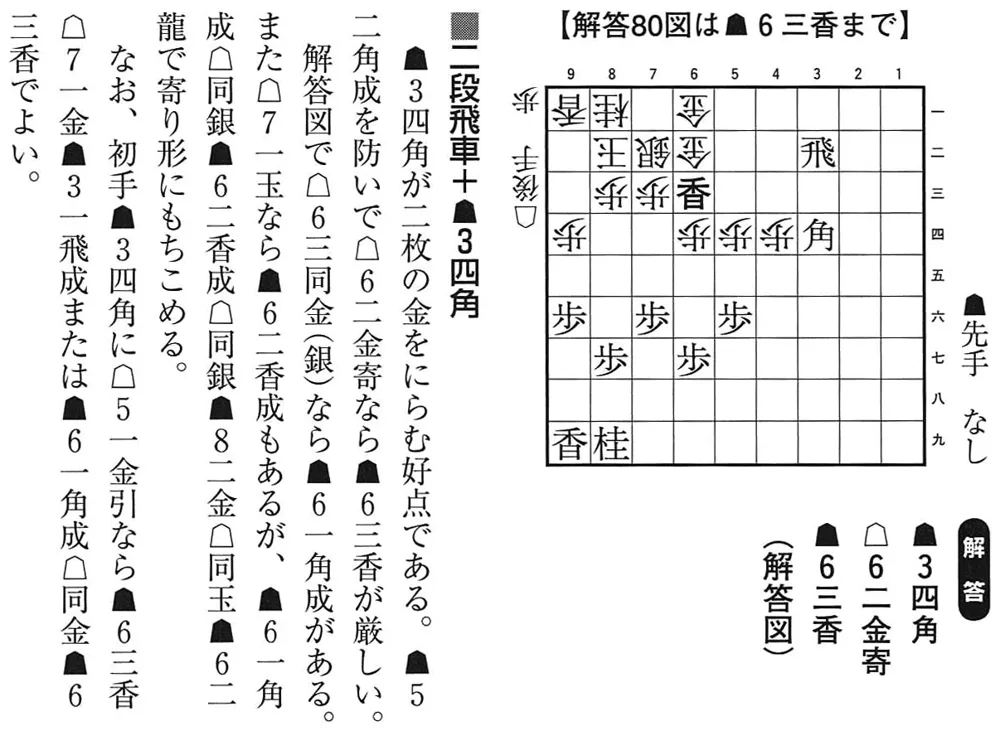 【解答80図は☗6三香まで】
9 8 7 6 5 4 3 2 1
香桂金一
王銀金飛二
歩歩香三
歩歩歩歩角四
五
歩歩歩六
歩歩七
八
香桂九
☗先手 なし
☖後手 歩
解答
☗3四角
☖6二金寄
☗6三香
(解答図)
■二段飛車+☗3四角
☗3四角が二枚の金をにらむ好点である。☗5
二角成を防いで☖6二金寄なら☗6三香が厳しい。
解答図で☖6三同金(銀)なら☗6一角成がある。
また☖7一玉なら☗6二香成もあるが、☗6一角
成☖同銀☗6二香成☖同銀☗8二金☖同玉☗6二
龍で寄り形にもちこめる。
なお、初手☗3四角に☖5一金引なら☗6三香
☖7一金☗3一飛成または☗6一角成☖同金☗6
三香でよい。